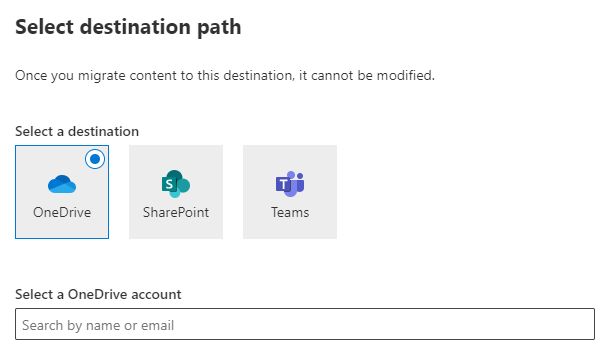 Select destination path
Once you migrate content to this destination, it cannot be modified.
Select a destination
OneDrive
S
SharePoint
T
Teams
Select a OneDrive account
Search by name or email